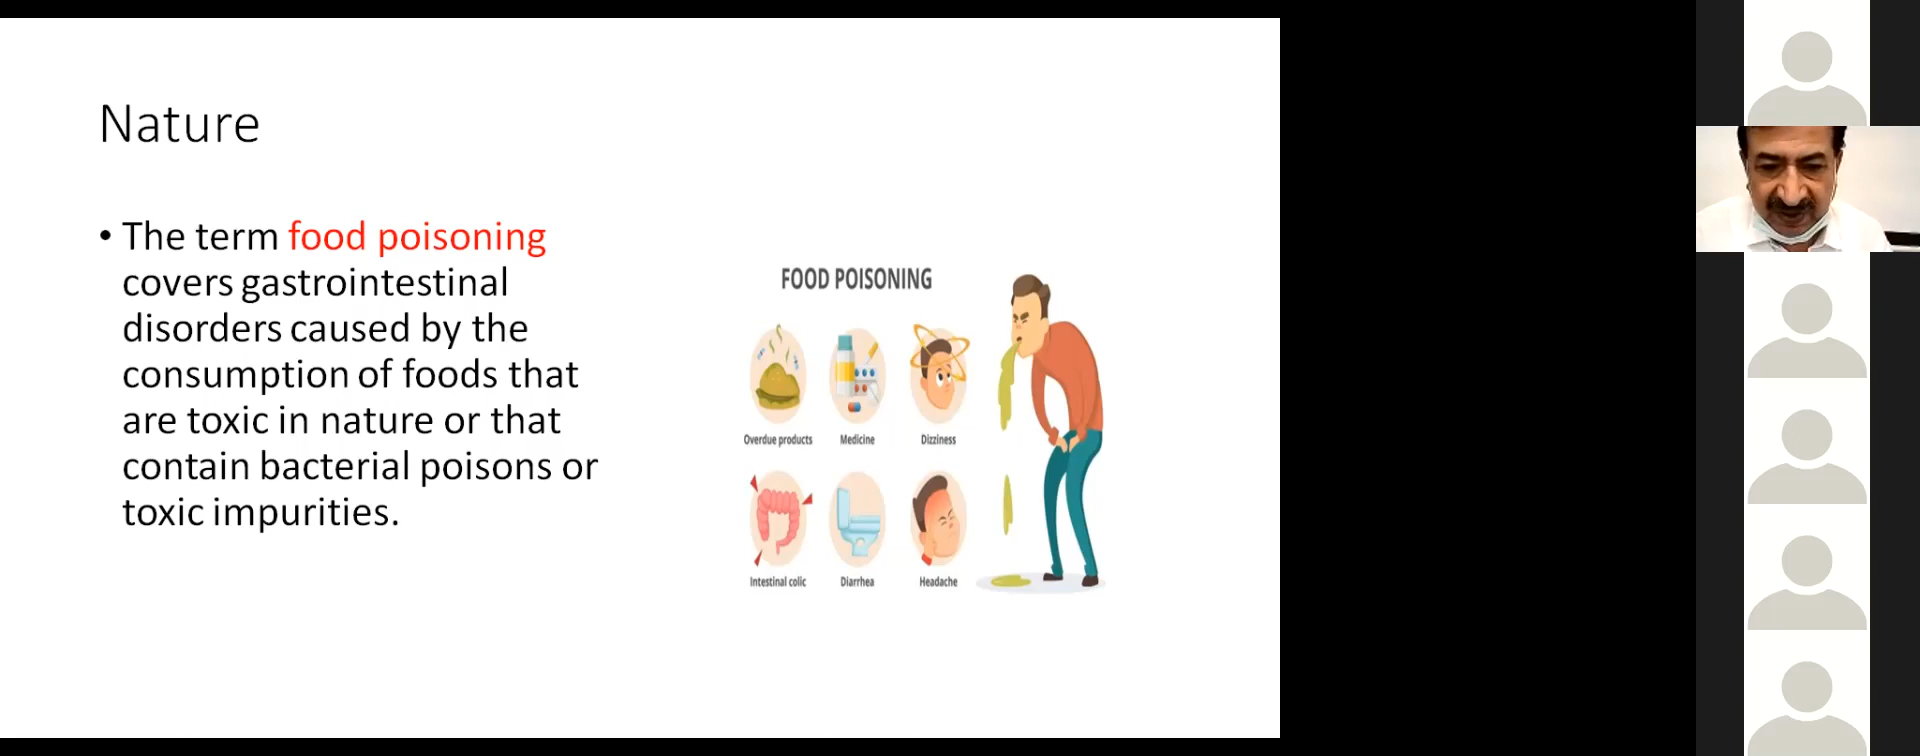 Nature
• The term food poisoning
covers gastrointestinal
disorders caused by the
consumption of foods that
are toxic in nature or that
contain bacterial poisons or
toxic impurities.
FOOD POISONING
Overdue products
Medicine
Dizziness
Intestinal colic
Diarrhea
Headache